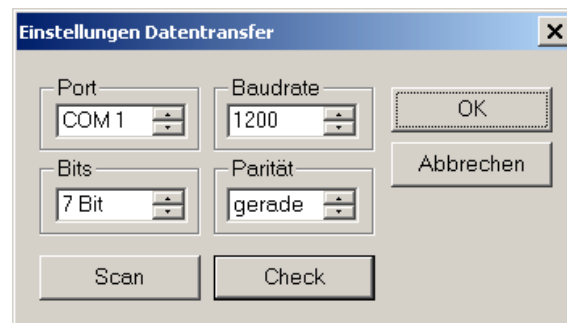 Einstellungen Datentransfer
Port
Baudrate
COM 1
1200
OK
Bits
Parität
Abbrechen
7 Bit
gerade
Scan
Check